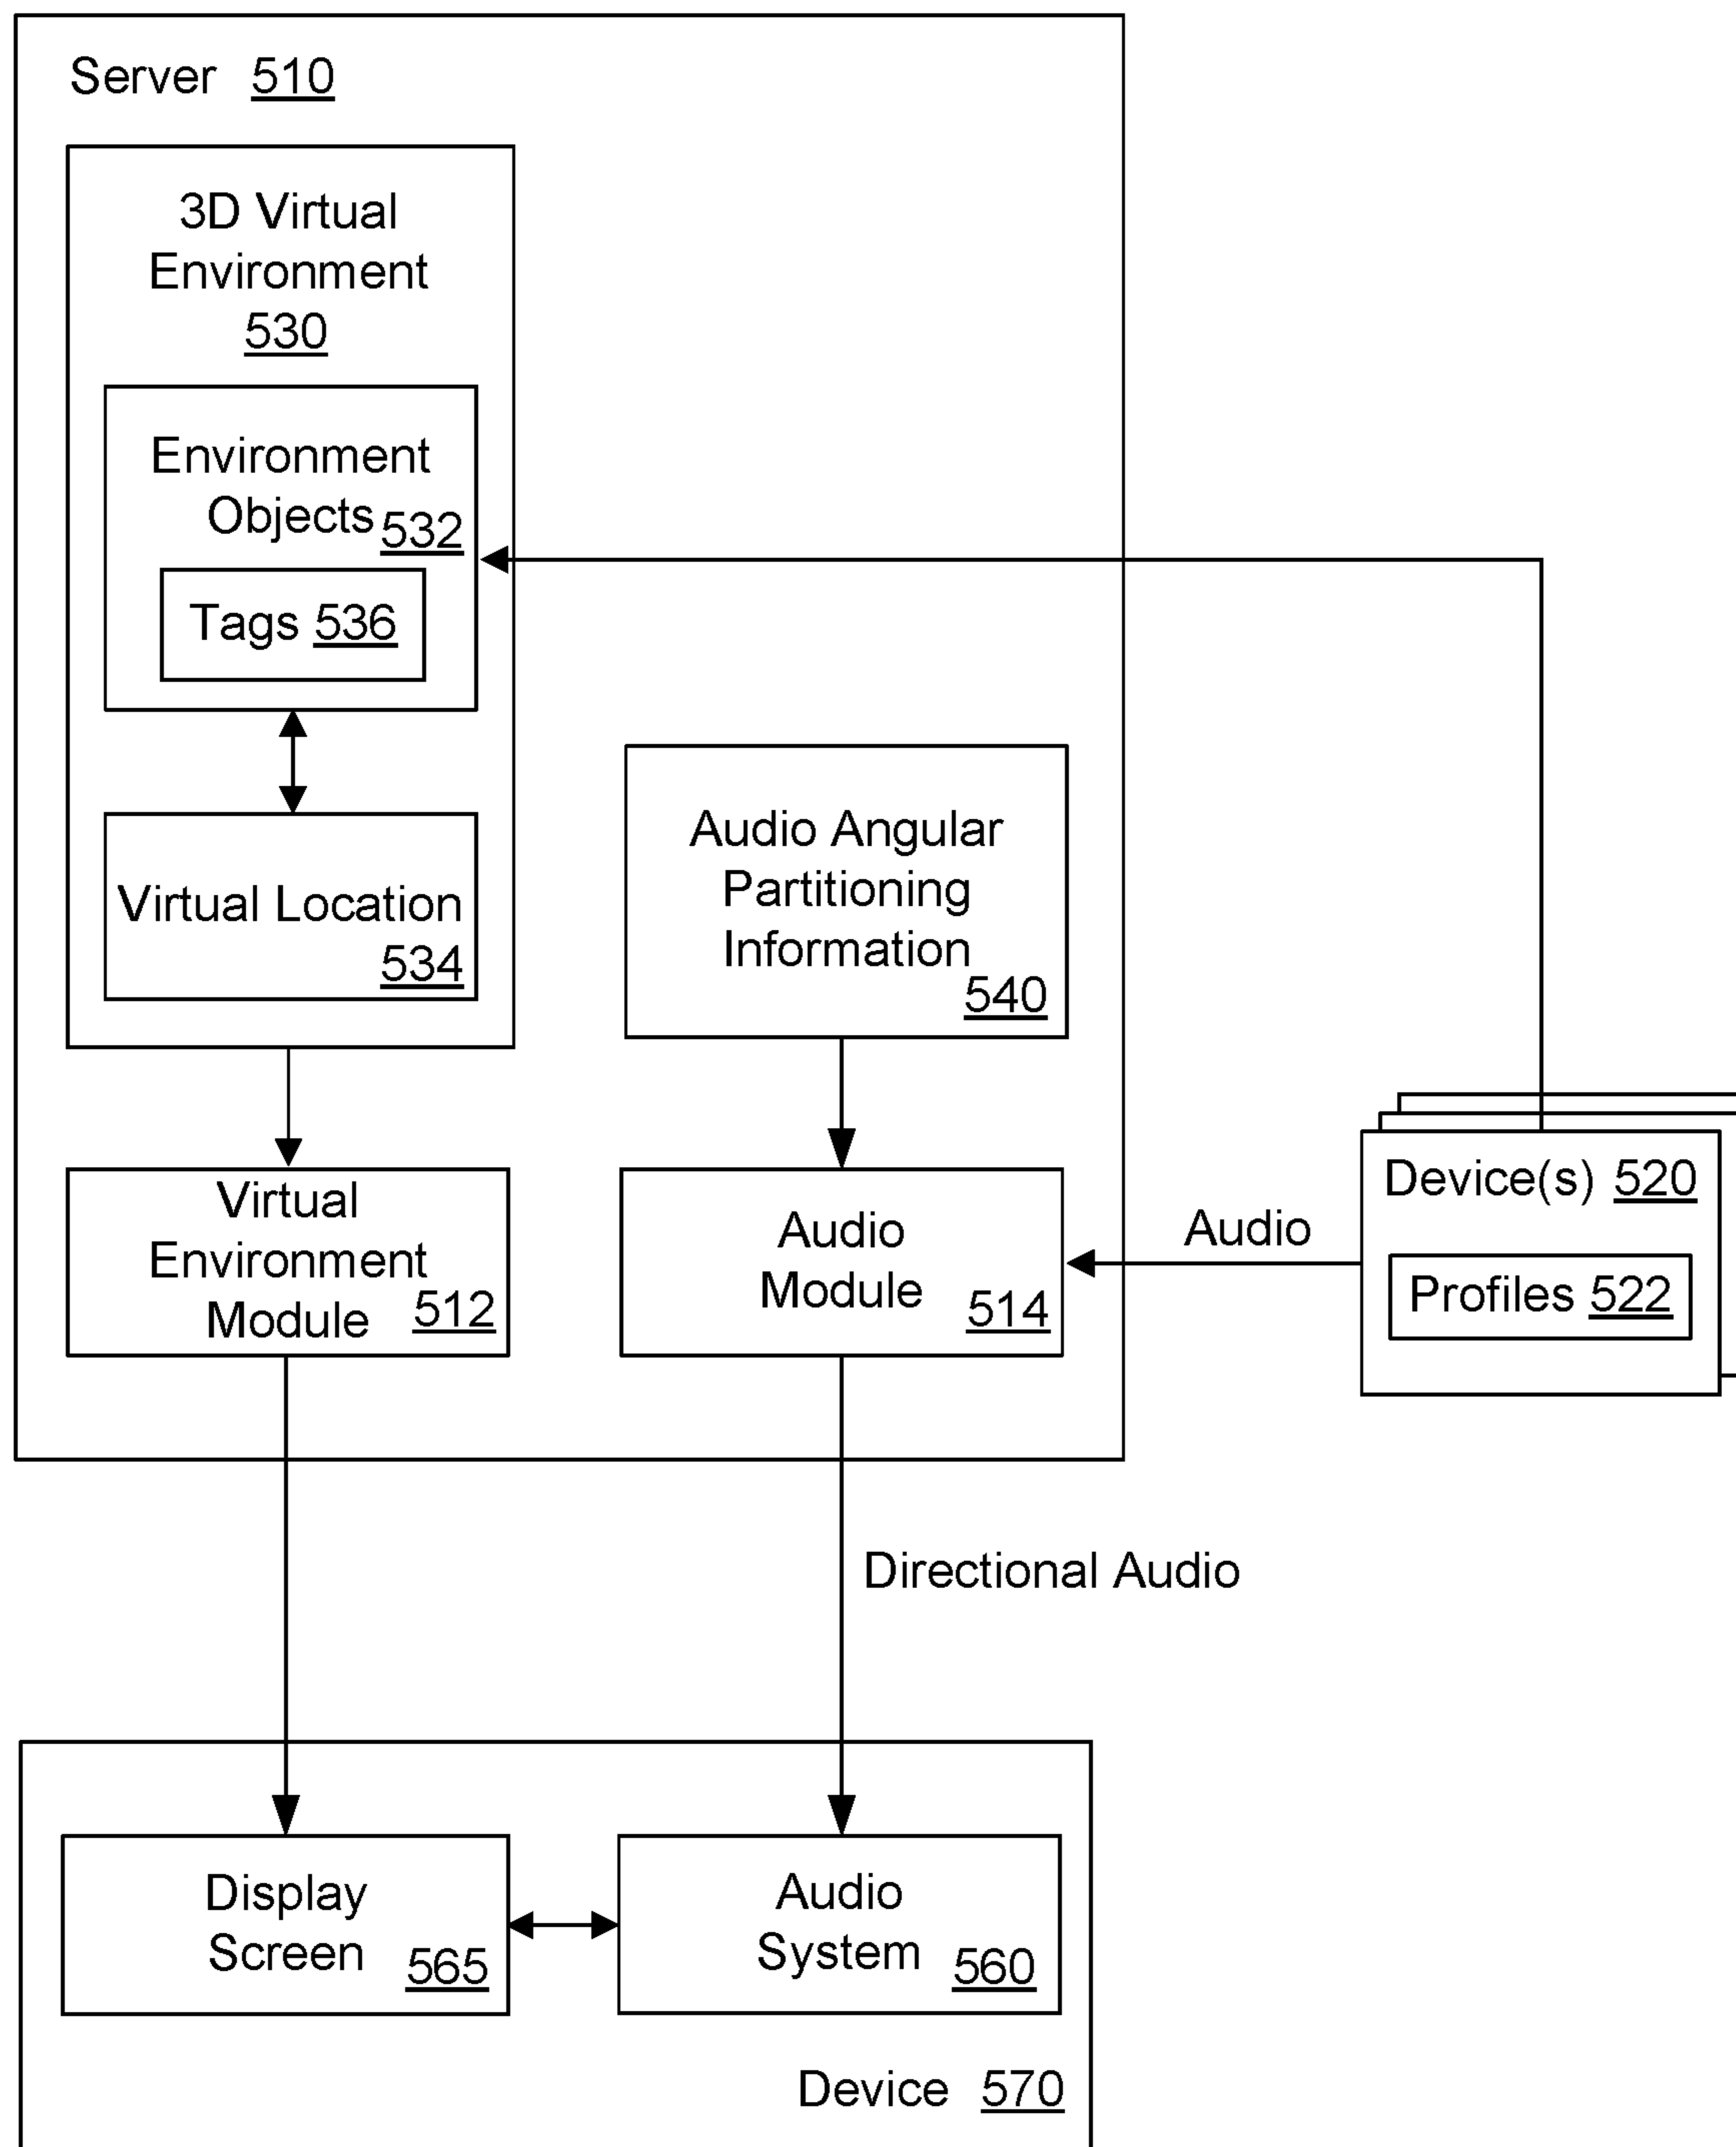 Server 510
3D Virtual
Environment
530
Environment
Objects 532
Tags 536
Virtual Location
534
Audio Angular
Partitioning
Information
540
Virtual
Environment
Module 512
Audio
Module 514
Audio
Device(s) 520
Profiles 522
Directional Audio
Display
Screen 565
Audio
System 560
Device 570